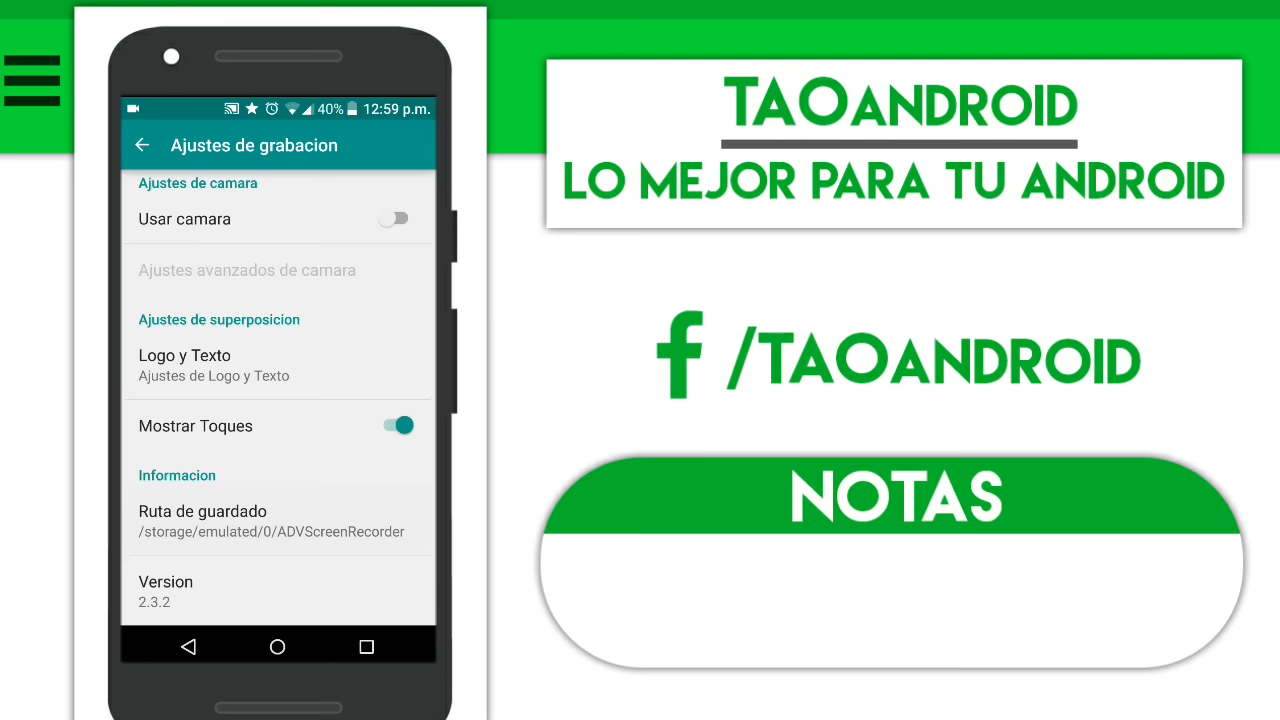 40% 12:59 p.m.
Ajustes de grabacion
Ajustes de camara
Usar camara
Ajustes avanzados de camara
Ajustes de superposicion
Logo y Texto
Ajustes de Logo y Texto
Mostrar Toques
Informacion
Ruta de guardado
/storage/emulated/0/ADVScreenRecorder
Version
2.3.2
TAOANDROID
LO MEJOR PARA TU ANDROID
f /TAOANDROID
NOTAS